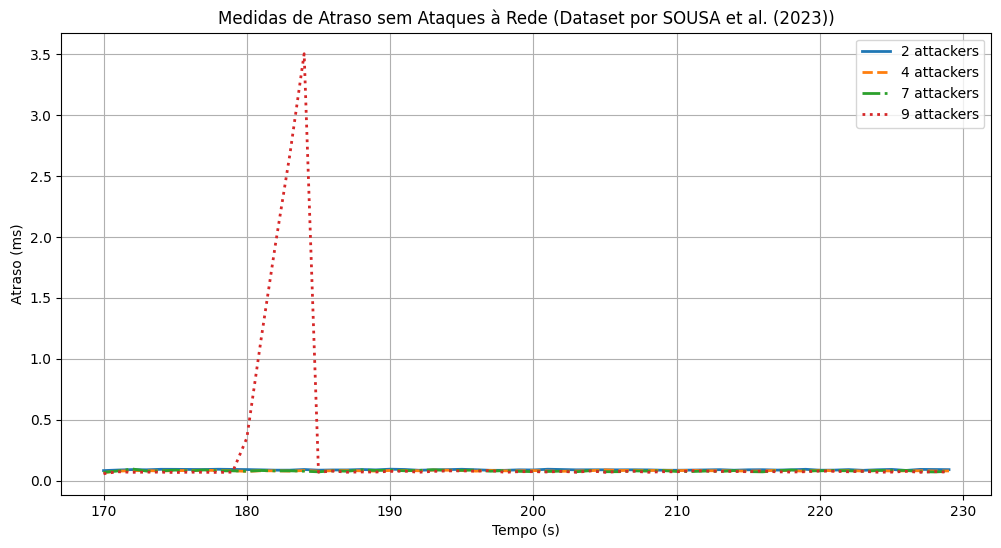 Medidas de Atraso sem Ataques à Rede (Dataset por SOUSA et al. (2023))
2 attackers
4 attackers
7 attackers
9 attackers
Atraso (ms)
3.5
3.0
2.5
2.0
1.5
1.0
0.5
0.0
170 180 190 200 210 220 230
Tempo (s)